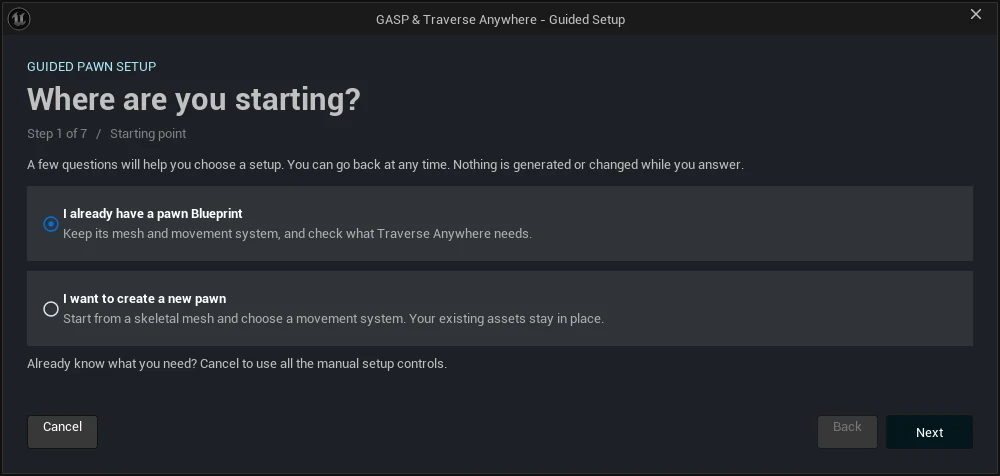 GASP & Traverse Anywhere - Guided Setup
GUIDED PAWN SETUP
Where are you starting?
Step 1 of 7 / Starting point
A few questions will help you choose a setup. You can go back at any time. Nothing is generated or changed while you answer.
I already have a pawn Blueprint
Keep its mesh and movement system, and check what Traverse Anywhere needs.
I want to create a new pawn
Start from a skeletal mesh and choose a movement system. Your existing assets stay in place.
Already know what you need? Cancel to use all the manual setup controls.
Cancel
Back
Next